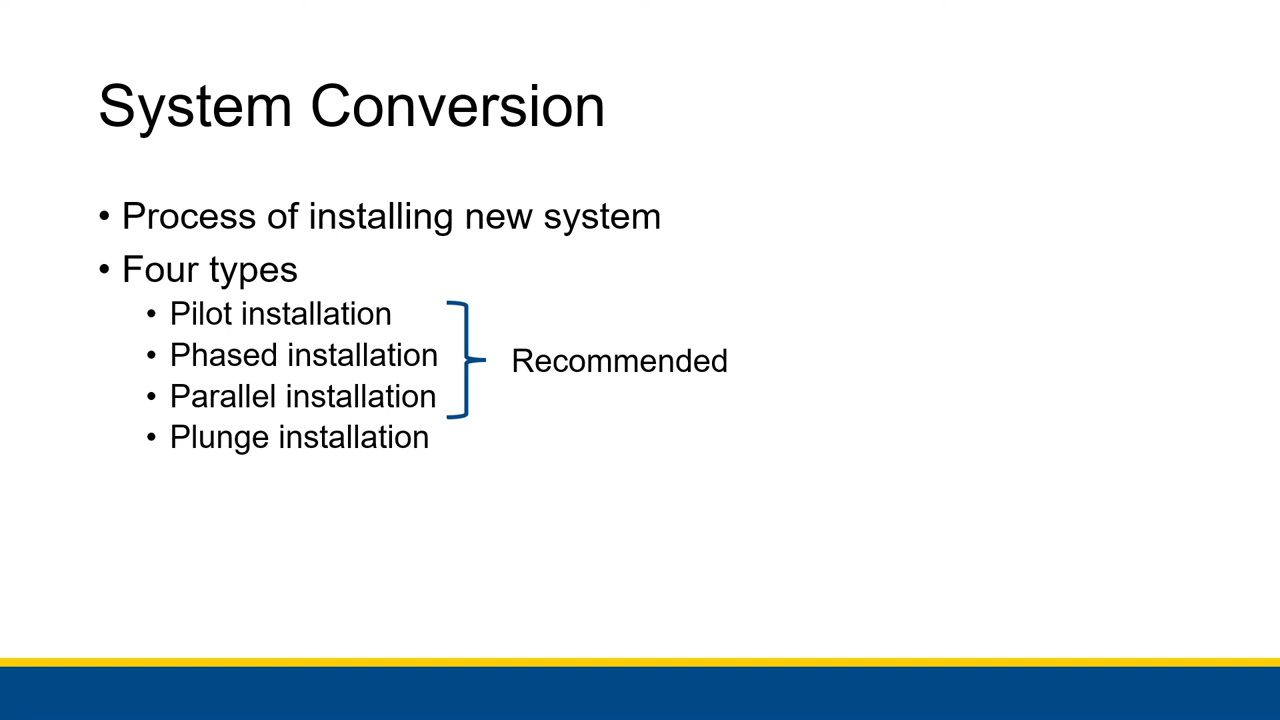 System Conversion
• Process of installing new system
• Four types
• Pilot installation
• Phased installation
• Parallel installation
• Plunge installation
Recommended